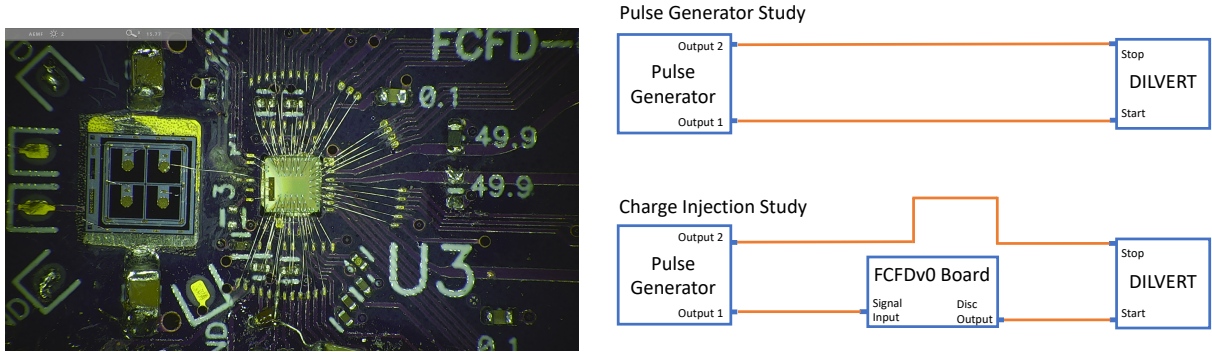 FCFD
0.1
49.9
49.9
U3
0.1
Pulse Generator Study
Output 2
Pulse
Generator
Output 1
Stop
DILVERT
Start
Charge Injection Study
Output 2
Pulse
Generator
Output 1
FCFDv0 Board
Signal
Input
Disc
Output
Stop
DILVERT
Start